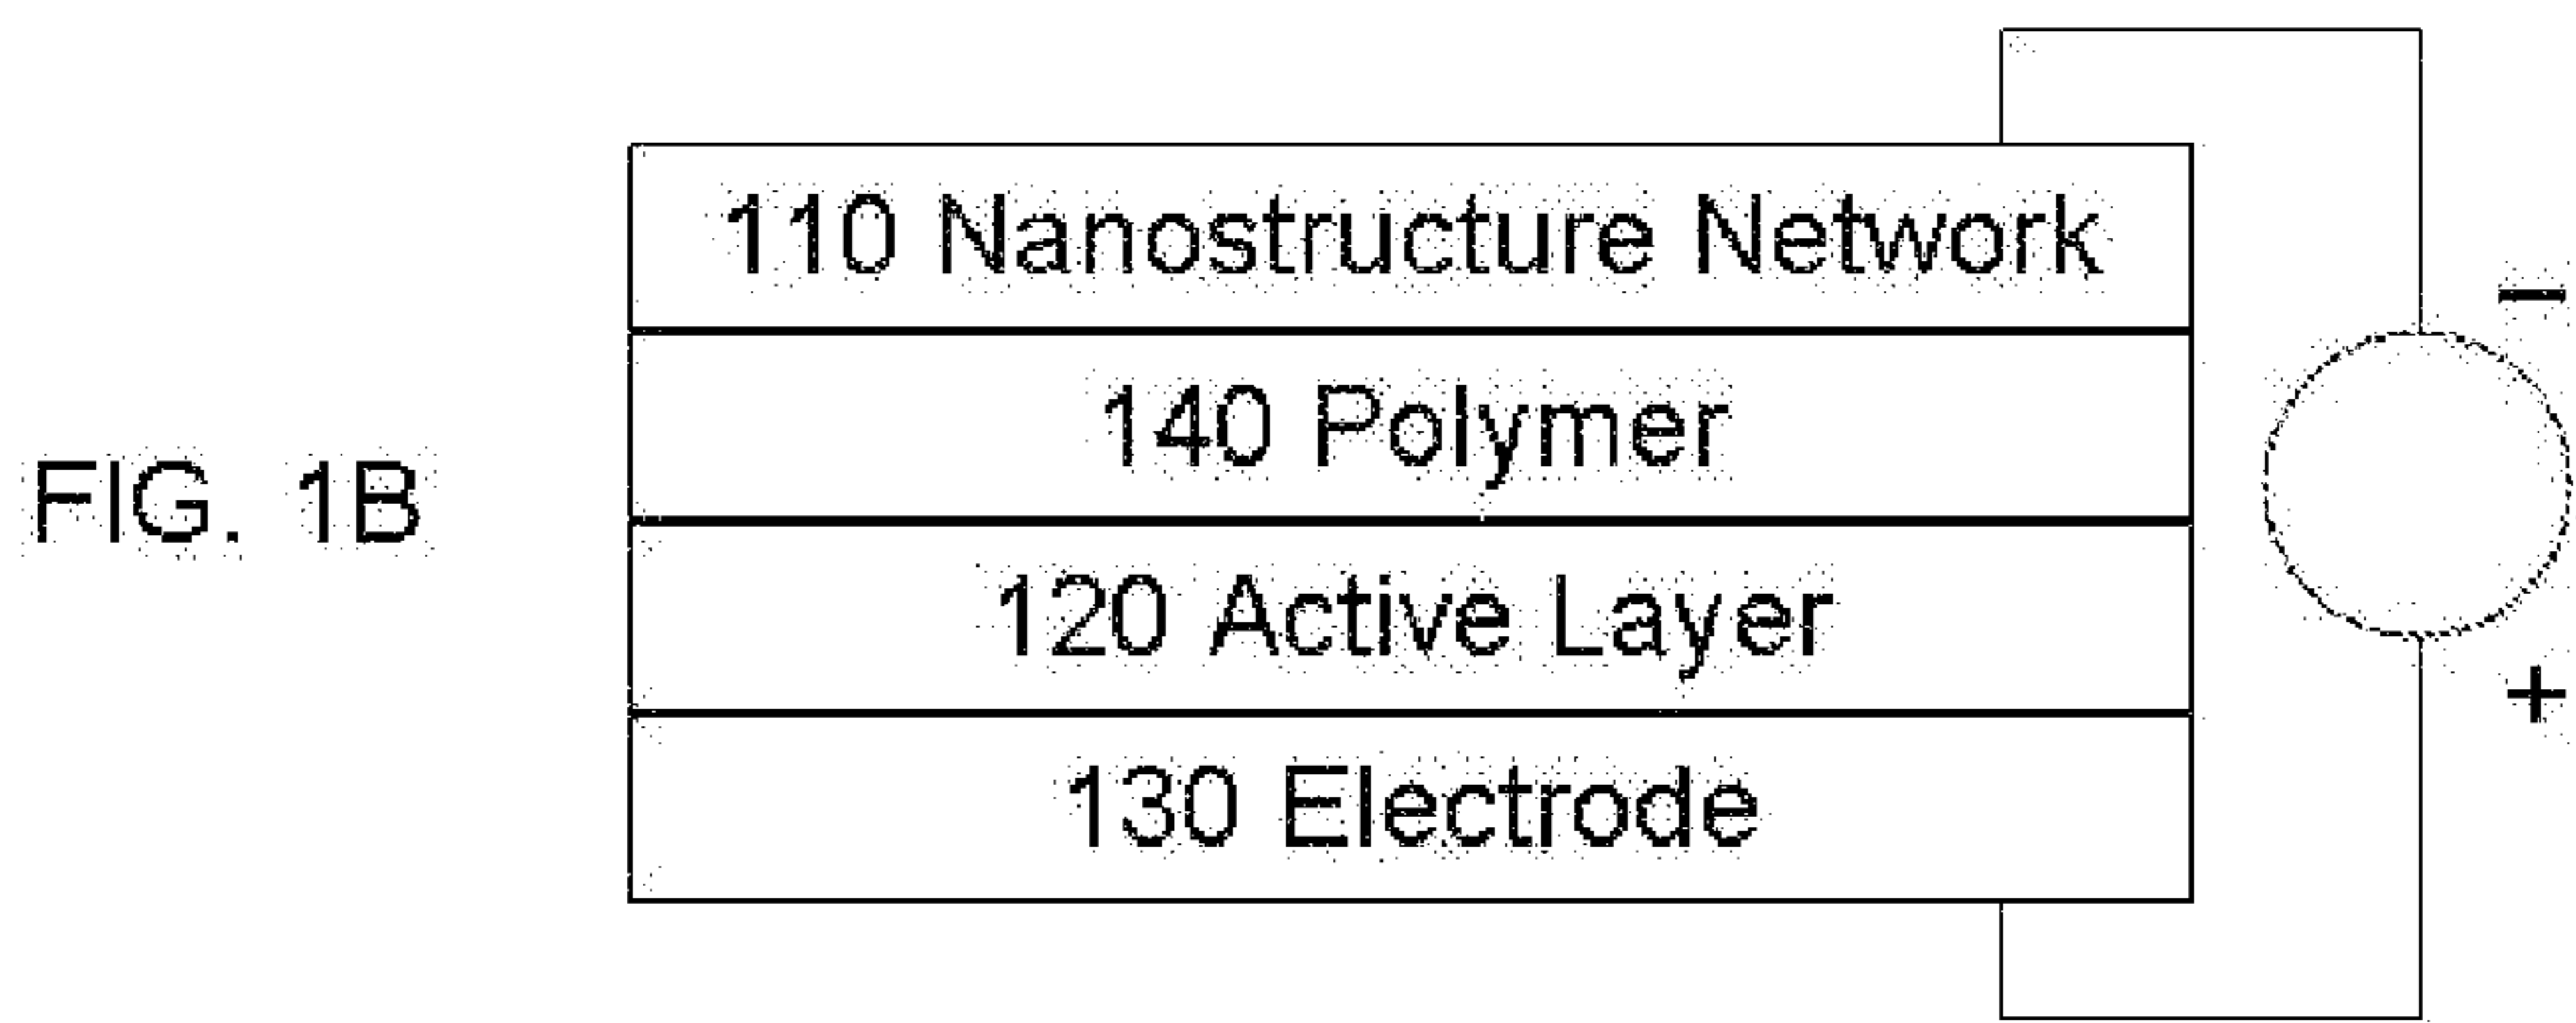 110 Nanostructure Network
140 Polymer
120 Active Layer
130 Electrode
FIG. 1B
–
+